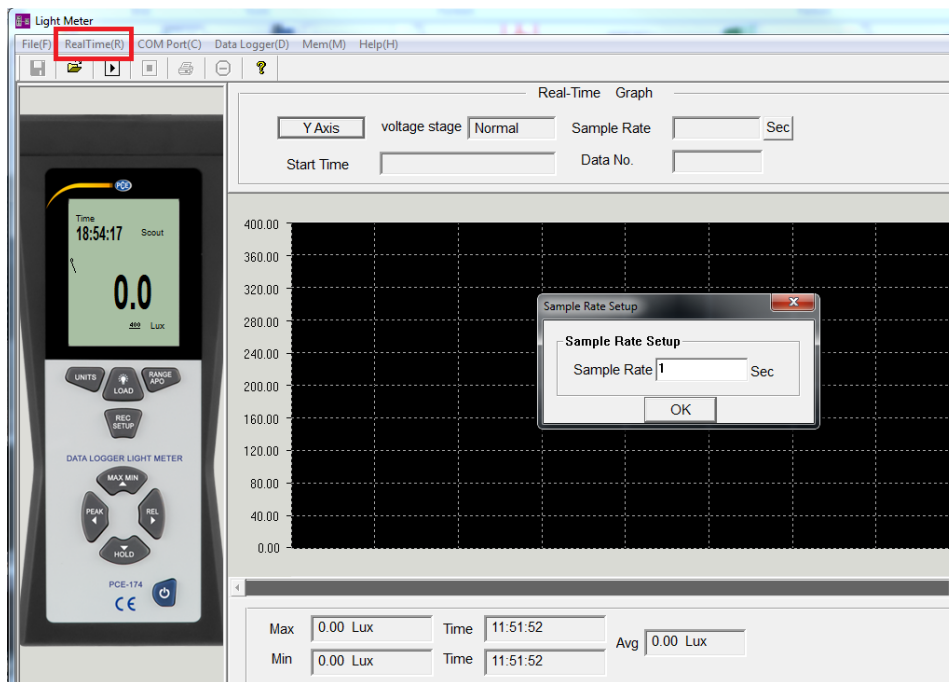 Light Meter
File(F) RealTime(R) COM Port(C) Data Logger(D) Mem(M) Help(H)
Real-Time Graph
Y Axis voltage stage Normal Sample Rate Sec
Start Time Data No.
PCE
Time
18:54:17 Scout
0.0
400 Lux
UNITS LOAD RANGE APO
REC SETUP
DATA LOGGER LIGHT METER
MAX MIN
PEAK REL
HOLD
PCE-174
CE
400.00
360.00
320.00
280.00
240.00
200.00
160.00
120.00
80.00
40.00
0.00
Sample Rate Setup
Sample Rate Setup
Sample Rate 1 Sec
OK
Max 0.00 Lux Time 11:51:52 Avg 0.00 Lux
Min 0.00 Lux Time 11:51:52